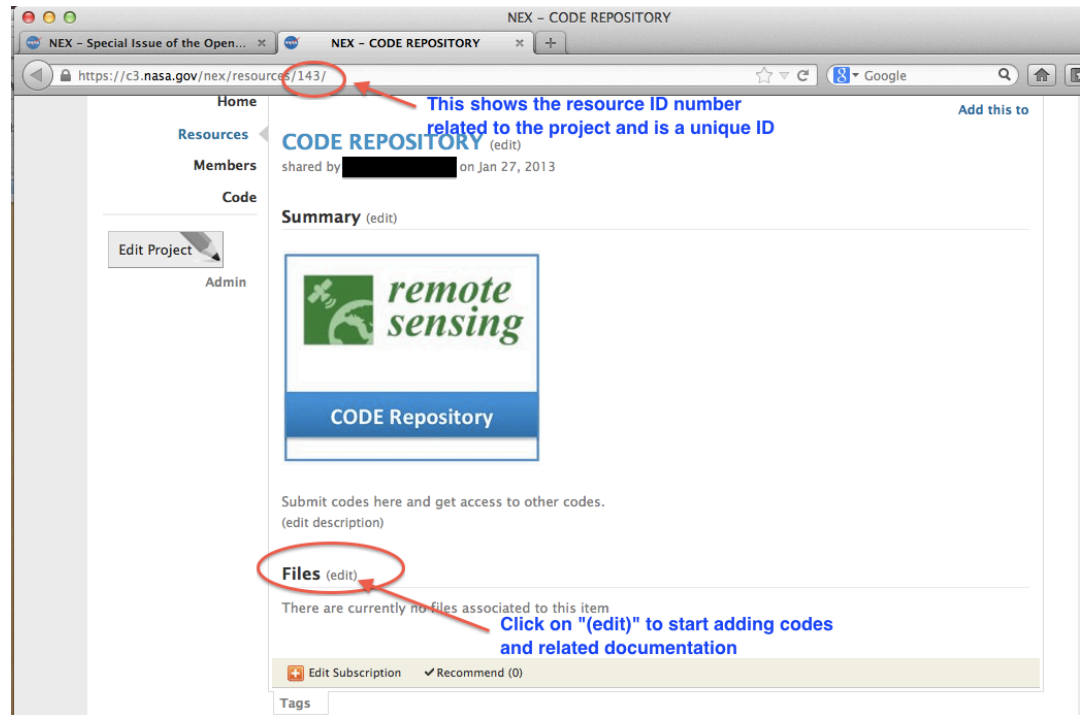 NEX – CODE REPOSITORY
NEX – Special Issue of the Open... ×
NEX – CODE REPOSITORY ×
+
https://c3.nasa.gov/nex/resources/143/
Google
Home
Resources
Members
Code
Edit Project
Admin
This shows the resource ID number
related to the project and is a unique ID
Add this to
CODE REPOSITORY (edit)
shared by on Jan 27, 2013
Summary (edit)
remote
sensing
CODE Repository
Submit codes here and get access to other codes.
(edit description)
Files (edit)
There are currently no files associated to this item
Click on "(edit)" to start adding codes
and related documentation
Edit Subscription ✓Recommend (0)
Tags